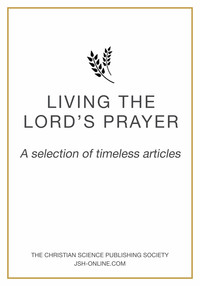 LIVING THE
LORD'S PRAYER
A selection of timeless articles
THE CHRISTIAN SCIENCE PUBLISHING SOCIETY
JSH-ONLINE.COM